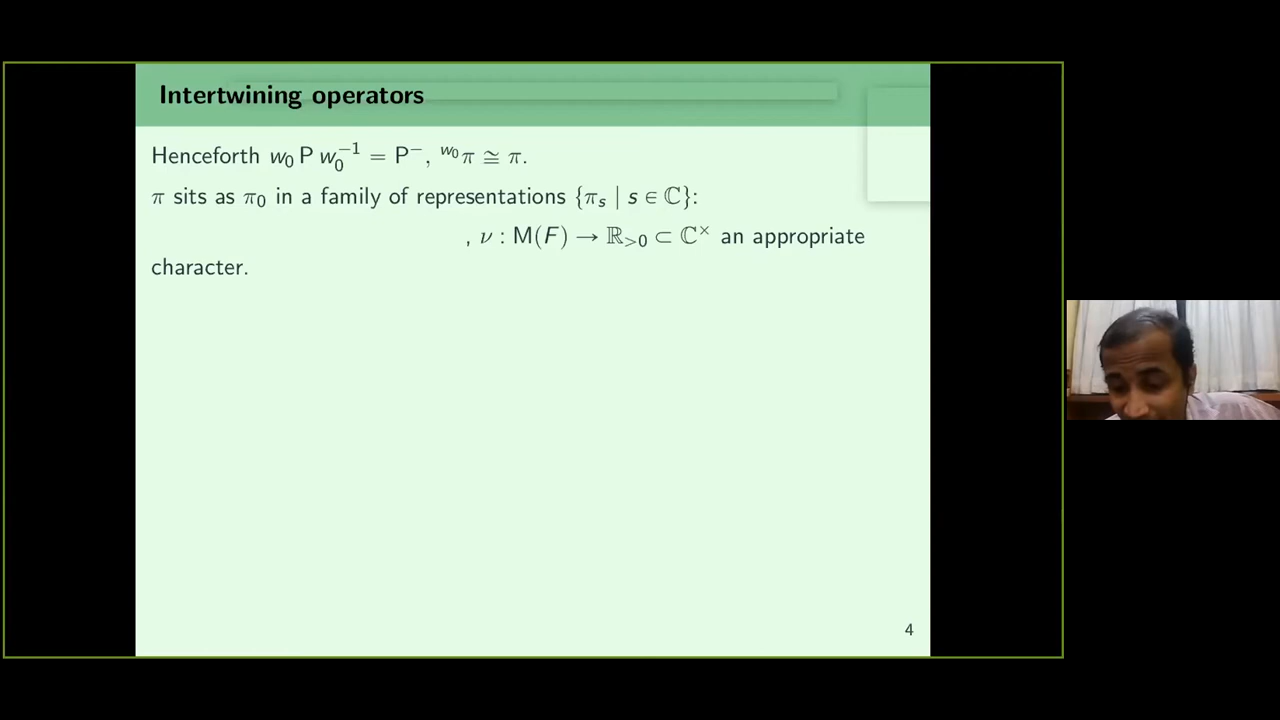 Intertwining operators
Henceforth w₀ P w₀⁻¹ = P⁻, ʷ⁰π ≅ π.
π sits as π₀ in a family of representations {πₛ | s ∈ ℂ}:
, ν : M(F) → ℝ>0 ⊂ ℂ× an appropriate
character.
4